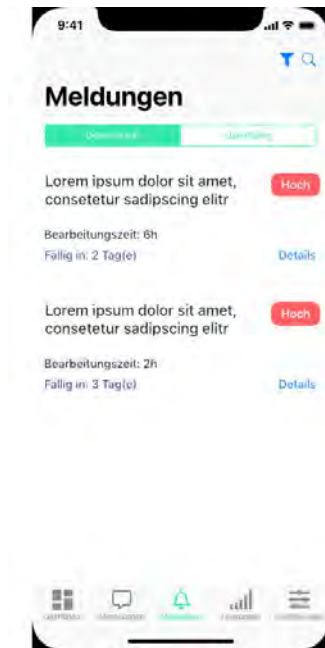 9:41
Meldungen
Lorem ipsum dolor sit amet,
consetetur sadipscing elitr
Hoch
Bearbeitungszeit: 6h
Fällig in: 2 Tag(e)
Details
Lorem ipsum dolor sit amet,
consetetur sadipscing elitr
Hoch
Bearbeitungszeit: 2h
Fällig in: 3 Tag(e)
Details